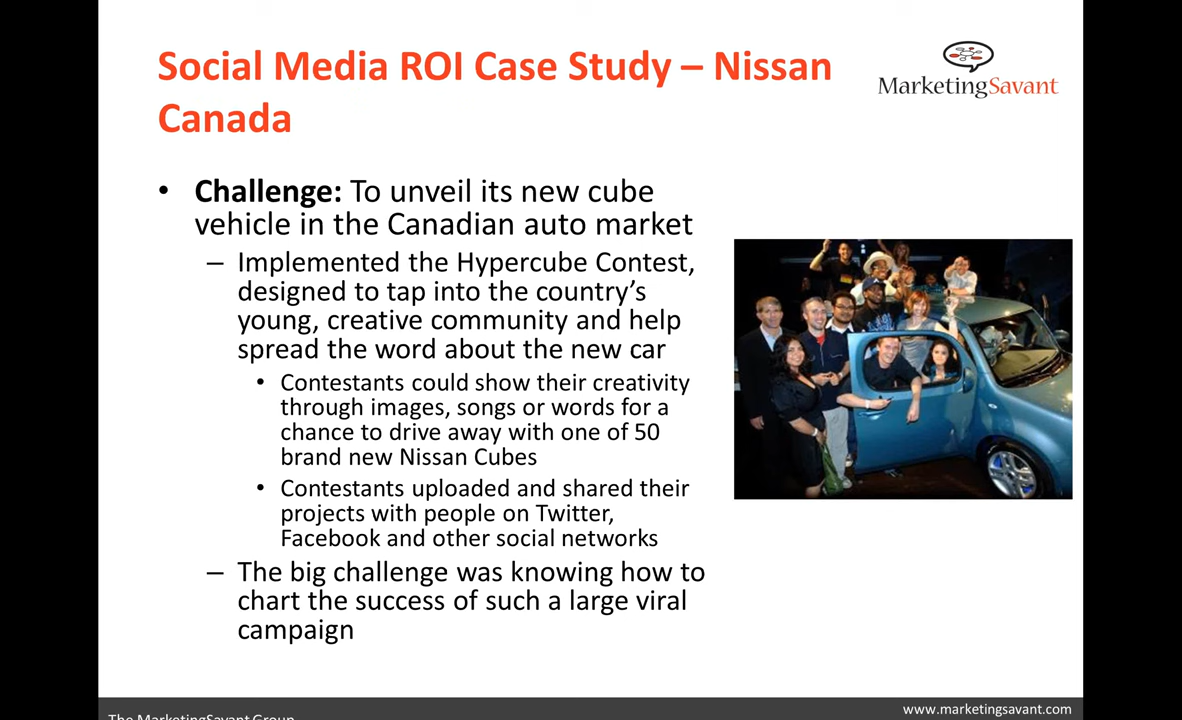 Social Media ROI Case Study – Nissan
Canada
MarketingSavant
• Challenge: To unveil its new cube
vehicle in the Canadian auto market
– Implemented the Hypercube Contest,
designed to tap into the country’s
young, creative community and help
spread the word about the new car
• Contestants could show their creativity
through images, songs or words for a
chance to drive away with one of 50
brand new Nissan Cubes
• Contestants uploaded and shared their
projects with people on Twitter,
Facebook and other social networks
– The big challenge was knowing how to
chart the success of such a large viral
campaign
The MarketingSavant Group
www.marketingsavant.com